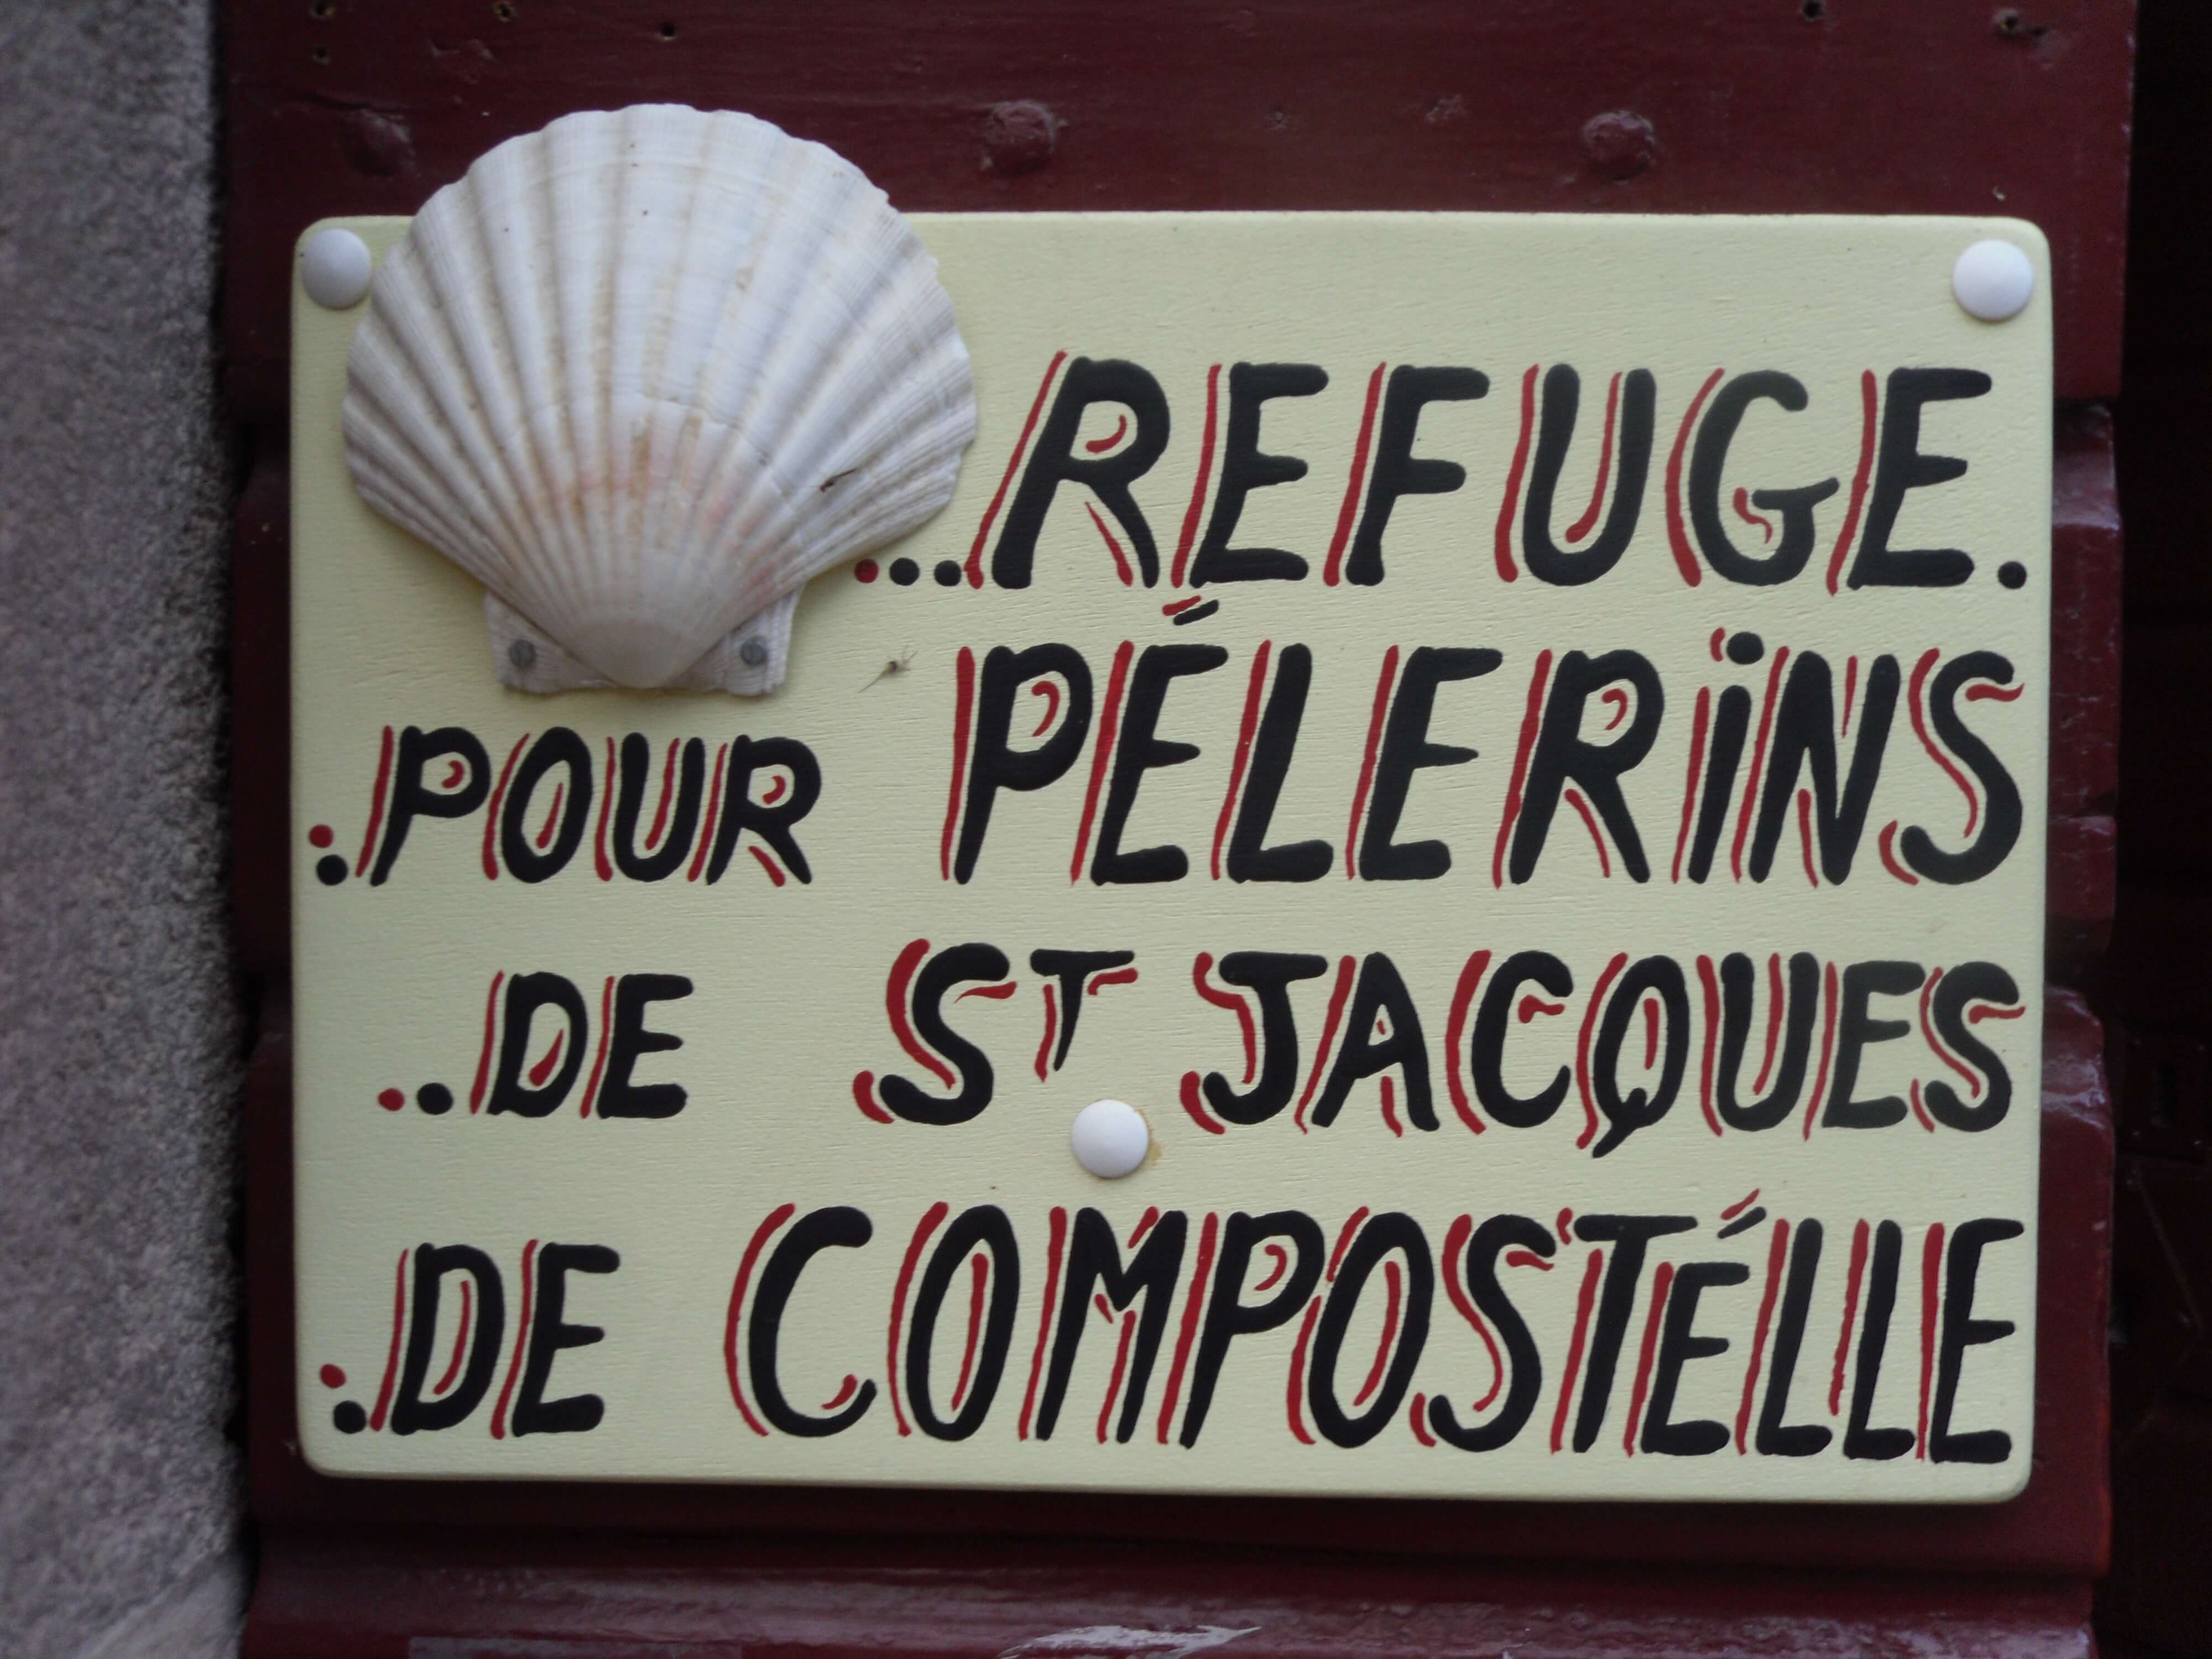 ...REFUGE.
.POUR PÉLERiNS
..DE ST JACQUES
.DE COMPOSTÉLLE